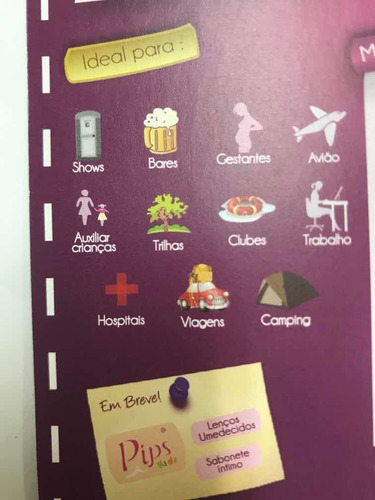 Ideal para :
M
Shows
Bares
Gestantes
Avião
Auxiliar
crianças
Trilhas
Clubes
Trabalho
Hospitais
Viagens
Camping
Em Breve!
Pips
Lenços
Umedecidos
Sabonete
íntimo